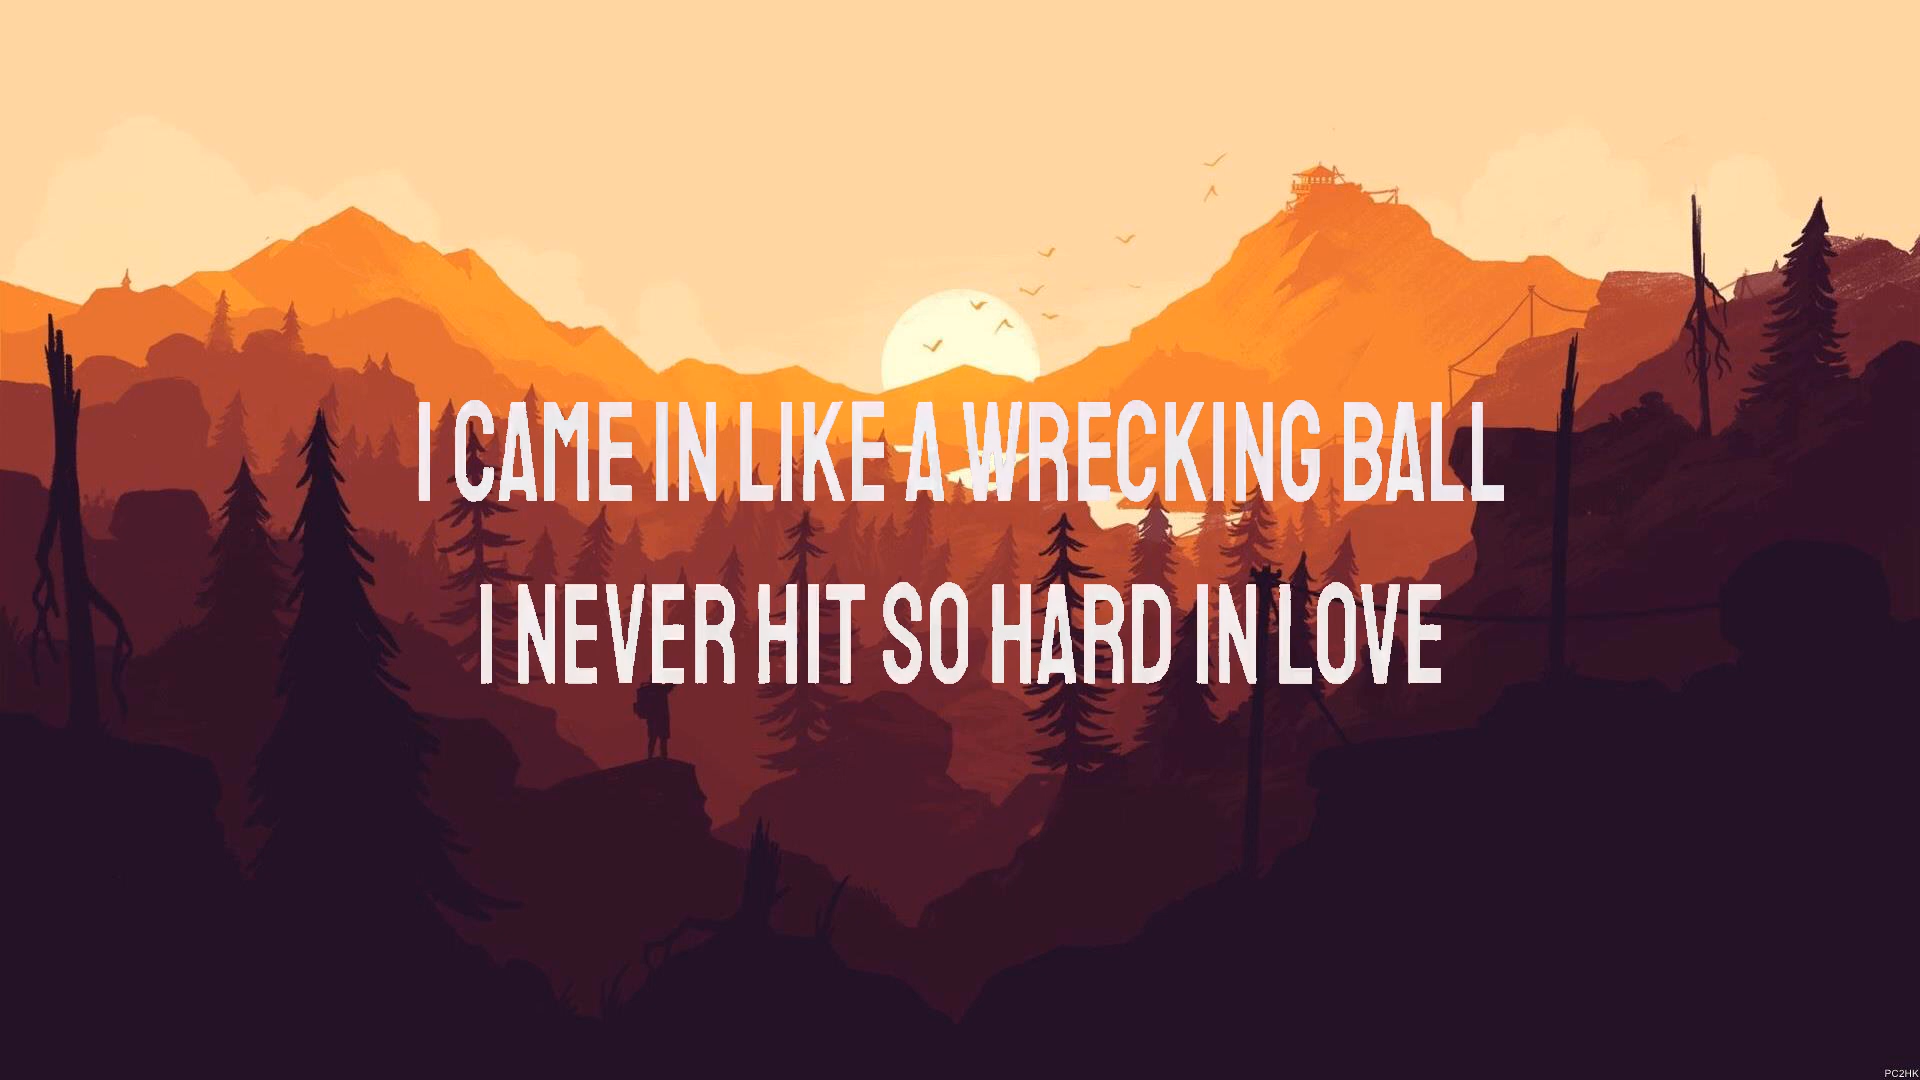 I CAME IN LIKE A WRECKING BALL
I NEVER HIT SO HARD IN LOVE
PC2HK